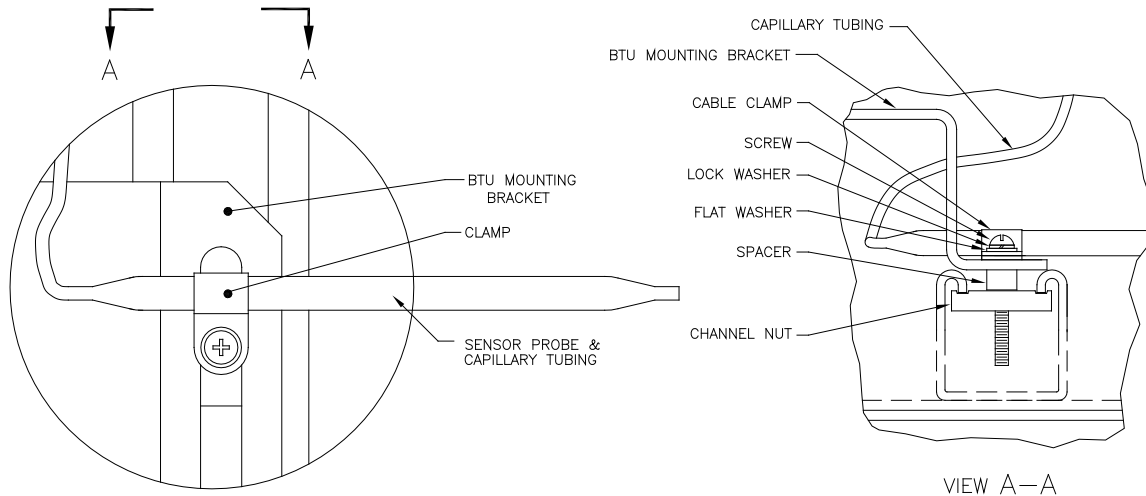 A
A
BTU MOUNTING
BRACKET
CLAMP
SENSOR PROBE &
CAPILLARY TUBING
CAPILLARY TUBING
BTU MOUNTING BRACKET
CABLE CLAMP
SCREW
LOCK WASHER
FLAT WASHER
SPACER
CHANNEL NUT
VIEW A-A